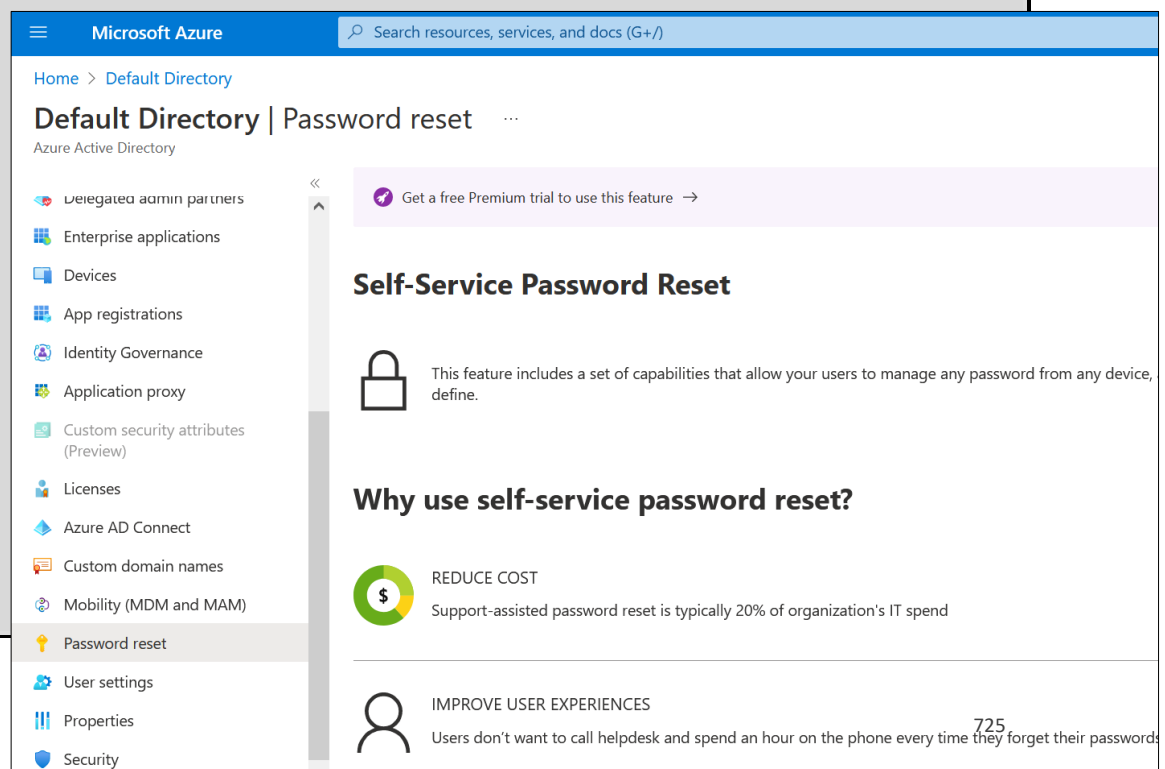 Microsoft Azure
Search resources, services, and docs (G+/)
Home > Default Directory
Default Directory | Password reset ...
Azure Active Directory
«
Delegated admin partners
Enterprise applications
Devices
App registrations
Identity Governance
Application proxy
Custom security attributes
(Preview)
Licenses
Azure AD Connect
Custom domain names
Mobility (MDM and MAM)
Password reset
User settings
Properties
Security
Get a free Premium trial to use this feature →
Self-Service Password Reset
This feature includes a set of capabilities that allow your users to manage any password from any device,
define.
Why use self-service password reset?
$
REDUCE COST
Support-assisted password reset is typically 20% of organization's IT spend
IMPROVE USER EXPERIENCES
Users don't want to call helpdesk and spend an hour on the phone every time they forget their passwords
725